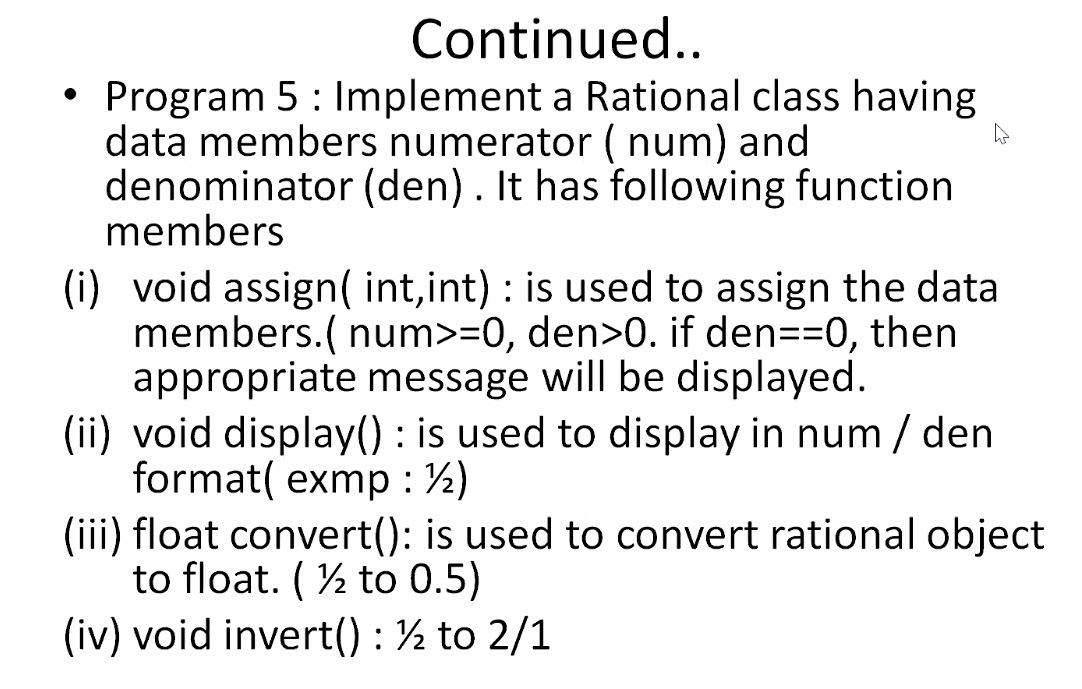 Continued..
• Program 5 : Implement a Rational class having
data members numerator ( num) and
denominator (den) . It has following function
members
(i) void assign( int,int) : is used to assign the data
members.( num>=0, den>0. if den==0, then
appropriate message will be displayed.
(ii) void display() : is used to display in num / den
format( exmp : ½)
(iii) float convert(): is used to convert rational object
to float. ( ½ to 0.5)
(iv) void invert() : ½ to 2/1